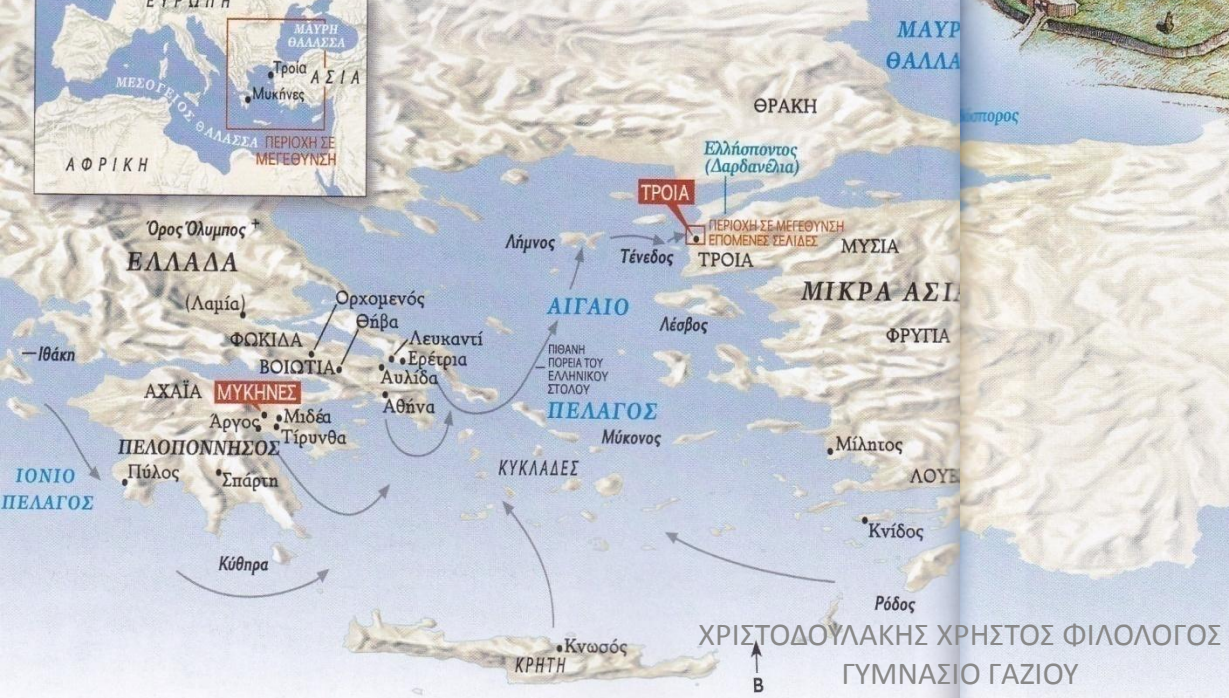 ΕΥΡΩΠΗ
ΜΑΥΡΗ
ΘΑΛΑΣΣΑ
Τροία
ΑΣΙΑ
Μυκήνες
ΜΕΣΟΓΕΙΟΣ ΘΑΛΑΣΣΑ
ΠΕΡΙΟΧΗ ΣΕ
ΜΕΓΕΘΥΝΣΗ
ΑΦΡΙΚΗ
ΜΑΥΡ
ΘΑΛΛΑ
ΘΡΑΚΗ
Ελλήσποντος
(Δαρδανέλια)
ΤΡΟΙΑ
ΠΕΡΙΟΧΗ ΣΕ ΜΕΓΕΘΥΝΣΗ
ΕΠΟΜΕΝΕΣ ΣΕΛΙΔΕΣ
Όρος Όλυμπος
ΕΛΛΑΔΑ
Λήμνος
Τένεδος
ΤΡΟΙΑ
ΜΥΣΙΑ
ΜΙΚΡΑ ΑΣΙ
(Λαμία)
Ορχομενός
Θήβα
ΑΙΓΑΙΟ
Λέσβος
ΦΡΥΓΙΑ
ΦΩΚΙΔΑ
Λευκαντί
Ιθάκη
ΒΟΙΩΤΙΑ
Ερέτρια
Αυλίδα
ΠΙΘΑΝΗ
ΠΟΡΕΙΑ ΤΟΥ
ΕΛΛΗΝΙΚΟΥ
ΣΤΟΛΟΥ
ΑΧΑΪΑ
ΜΥΚΗΝΕΣ
Αθήνα
ΠΕΛΑΓΟΣ
Άργος
Μιδέα
Τίρυνθα
Μύκονος
ΠΕΛΟΠΟΝΝΗΣΟΣ
Μίλητος
ΙΟΝΙΟ
ΠΕΛΑΓΟΣ
Πύλος
Σπάρτη
ΚΥΚΛΑΔΕΣ
ΛΟΥ
Κνίδος
Κύθηρα
Ρόδος
Κνωσός
ΚΡΗΤΗ
Β
ΧΡΙΣΤΟΔΟΥΛΑΚΗΣ ΧΡΗΣΤΟΣ ΦΙΛΟΛΟΓΟΣ
ΓΥΜΝΑΣΙΟ ΓΑΖΙΟΥ